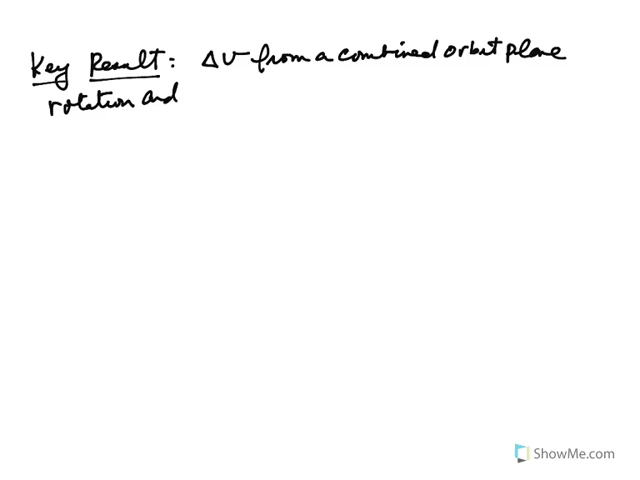 Key Result: Δv from a combined orbit plane
rotation and
ShowMe.com